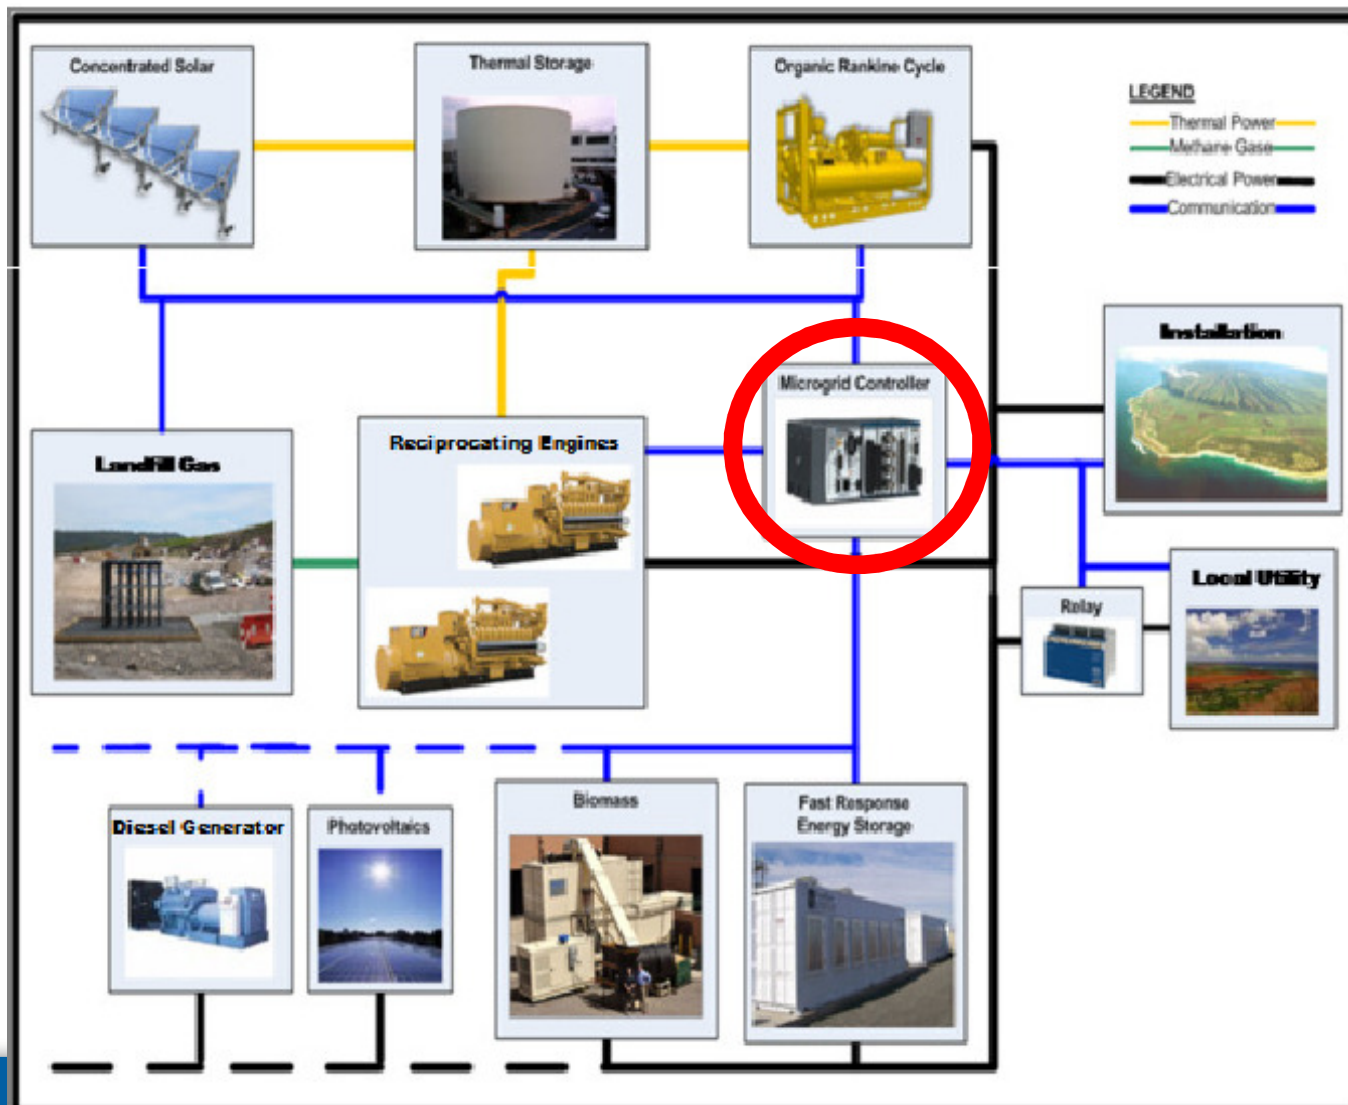 Concentrated Solar
Thermal Storage
Organic Rankine Cycle
LEGEND
Thermal Power
Methane Gase
Electrical Power
Communication
Installation
Microgrid Controller
Reciprocating Engines
Landfill Gas
Local Utility
Relay
Diesel Generator
Photovoltaics
Biomass
Fast Response
Energy Storage